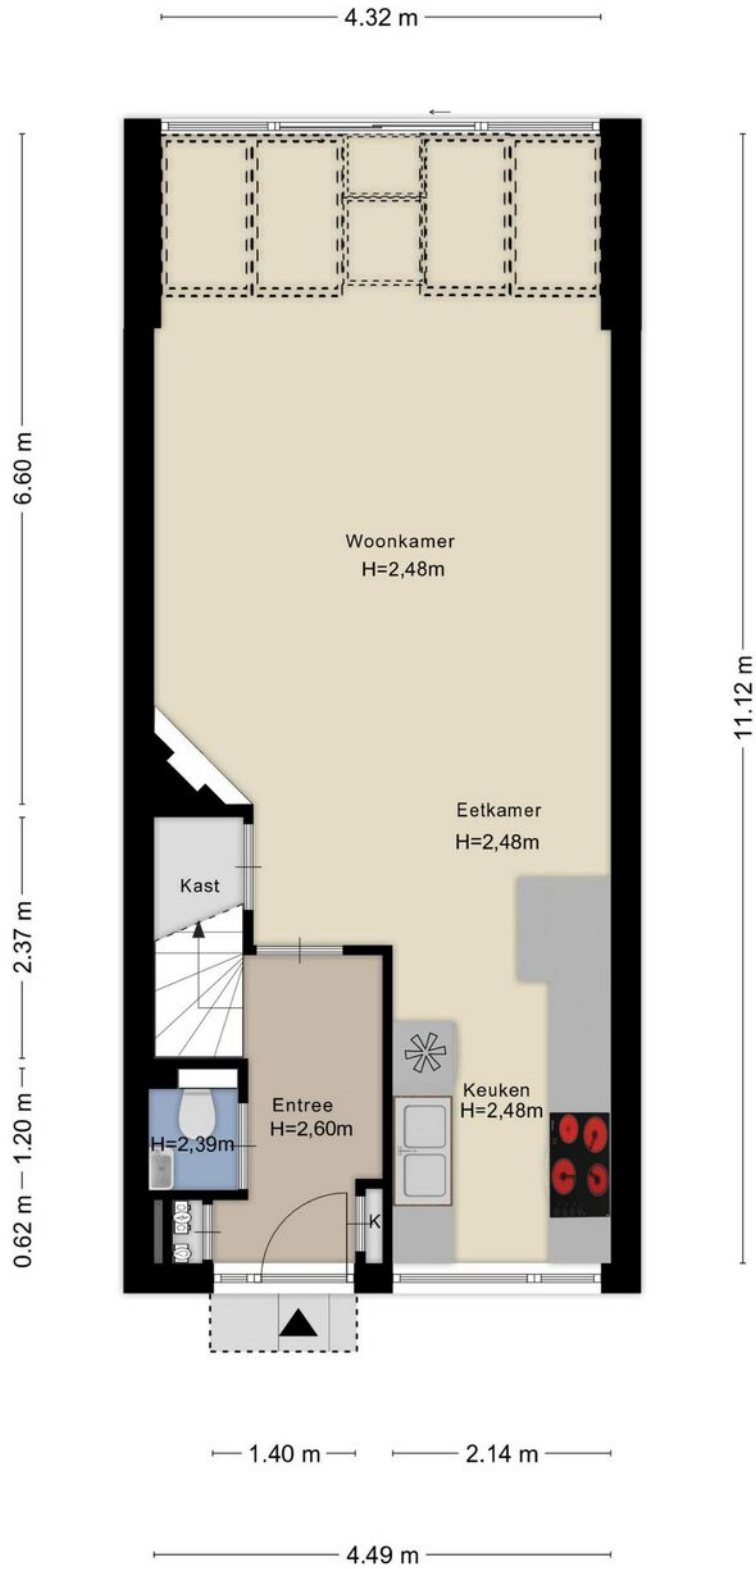 4.32 m
6.60 m
Woonkamer
H=2,48m
11.12 m
Eetkamer
H=2,48m
Kast
2.37 m
Keuken
H=2,48m
Entree
H=2,60m
1.20 m
H=2,39m
0.62 m
K
1.40 m
2.14 m
4.49 m